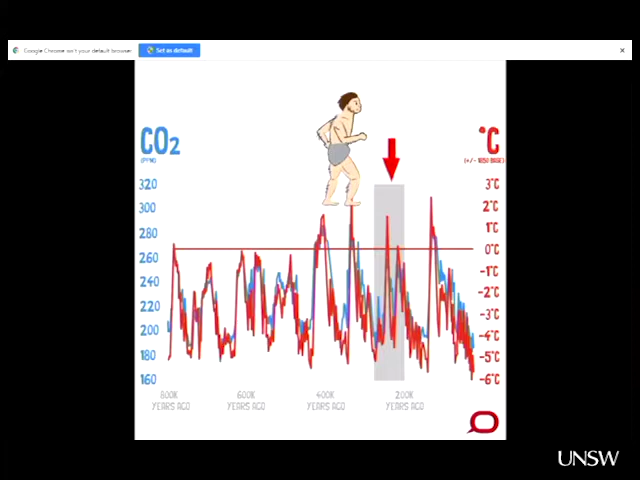 Google Chrome isn't your default browser
Set as default
CO2
(PPMV)
°C
(+/- 1850 BASE)
320
300
280
260
240
220
200
180
160
3°C
2°C
1°C
0°C
-1°C
-2°C
-3°C
-4°C
-5°C
-6°C
800K
YEARS AGO
600K
YEARS AGO
400K
YEARS AGO
200K
YEARS AGO
UNSW